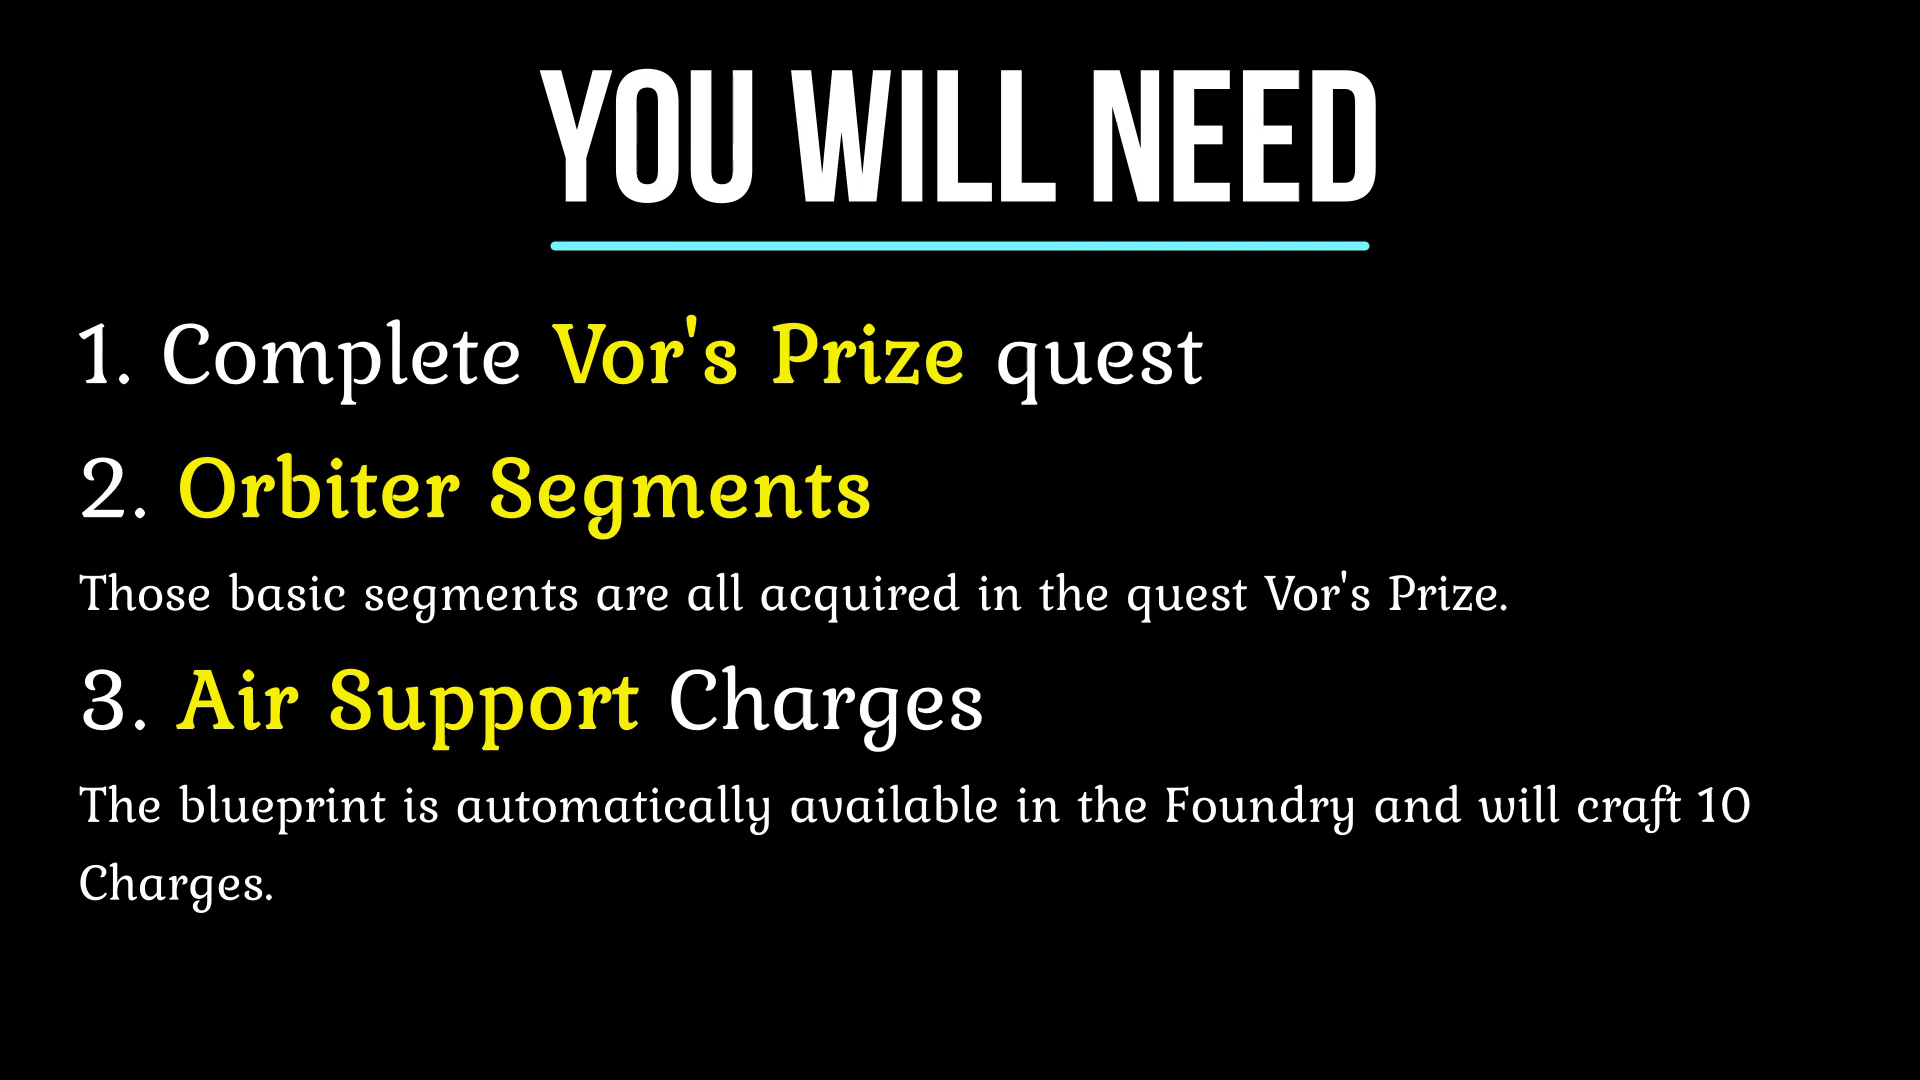 YOU WILL NEED
1. Complete Vor's Prize quest
2. Orbiter Segments
Those basic segments are all acquired in the quest Vor's Prize.
3. Air Support Charges
The blueprint is automatically available in the Foundry and will craft 10
Charges.